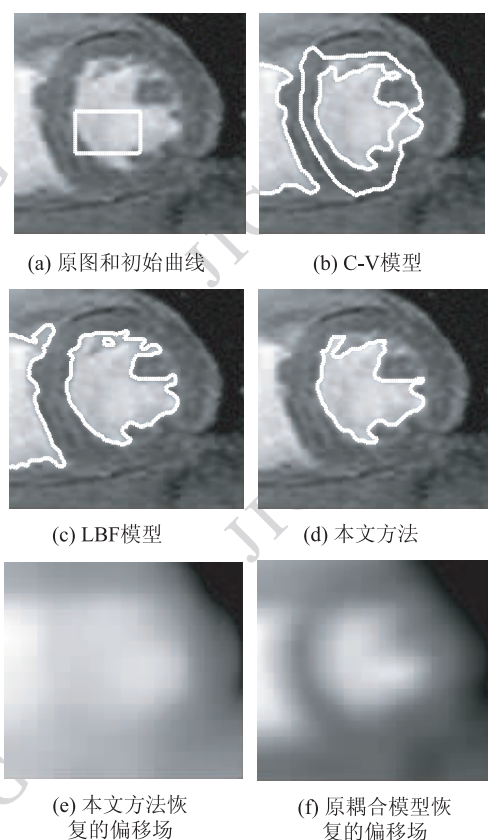 (a) 原图和初始曲线
(b) C-V模型
(c) LBF模型
(d) 本文方法
(e) 本文方法恢
复的偏移场
(f) 原耦合模型恢
复的偏移场